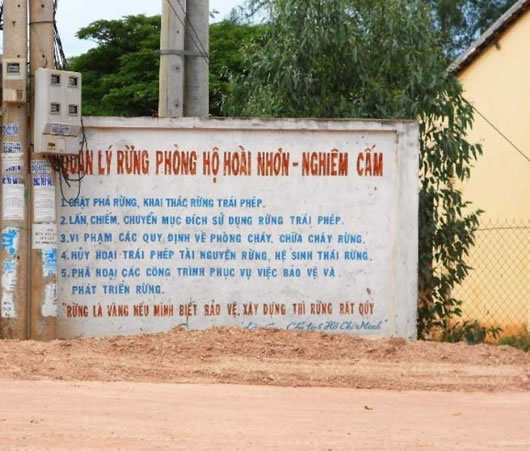 QUẢN LÝ RỪNG PHÒNG HỘ HOÀI NHƠN - NGHIÊM CẤM
1. CHẶT PHÁ RỪNG, KHAI THÁC RỪNG TRÁI PHÉP.
2. LẤN, CHIẾM, CHUYỂN MỤC ĐÍCH SỬ DỤNG RỪNG TRÁI PHÉP.
3. VI PHẠM CÁC QUY ĐỊNH VỀ PHÒNG CHÁY, CHỮA CHÁY RỪNG.
4. HỦY HOẠI TRÁI PHÉP TÀI NGUYÊN RỪNG, HỆ SINH THÁI RỪNG.
5. PHÁ HOẠI CÁC CÔNG TRÌNH PHỤC VỤ VIỆC BẢO VỆ VÀ
PHÁT TRIỂN RỪNG.
"RỪNG LÀ VÀNG NẾU MÌNH BIẾT BẢO VỆ, XÂY DỰNG THÌ RỪNG RẤT QÚY
Chủ tịch Hồ Chí Minh